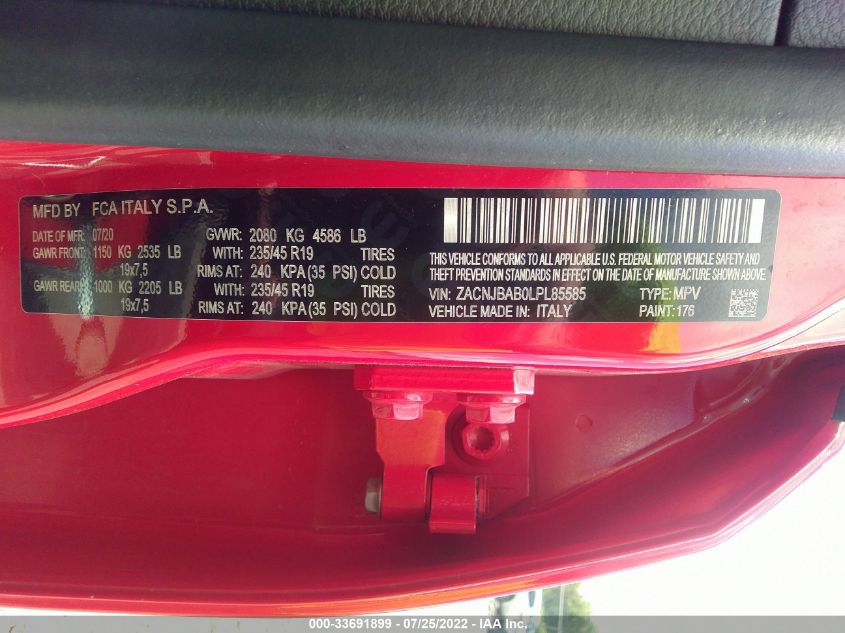 MFD BY FCA ITALY S.P.A.
DATE OF MFR: 07/20 GVWR: 2080 KG 4586 LB
GAWR FRONT: 1150 KG 2535 LB WITH: 235/45 R19 TIRES
19x7,5 RIMS AT: 240 KPA (35 PSI) COLD
GAWR REAR: 1000 KG 2205 LB WITH: 235/45 R19 TIRES
19x7,5 RIMS AT: 240 KPA (35 PSI) COLD
THIS VEHICLE CONFORMS TO ALL APPLICABLE U.S. FEDERAL MOTOR VEHICLE SAFETY AND
THEFT PREVENTION STANDARDS IN EFFECT ON THE DATE OF MANUFACTURE SHOWN ABOVE.
VIN: ZACNJBAB0LPL85585 TYPE: MPV
VEHICLE MADE IN: ITALY PAINT: 176
000-33691899 - 07/25/2022 - IAA Inc.